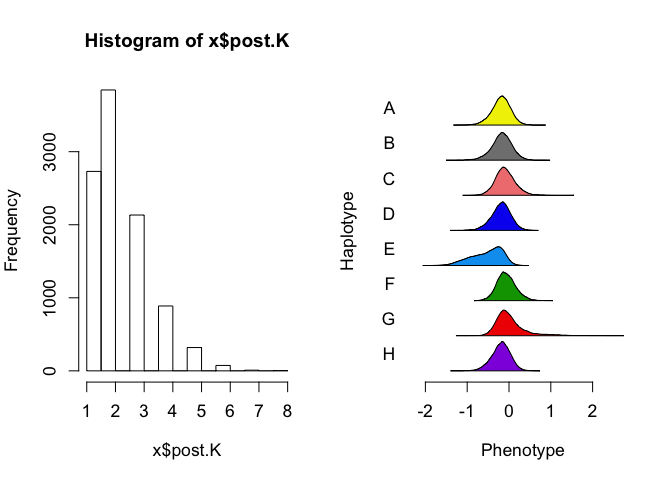 Histogram of x$post.K
Frequency
0
1000
2000
3000
1 2 3 4 5 6 7 8
x$post.K
Haplotype
A
B
C
D
E
F
G
H
-2 -1 0 1 2
Phenotype